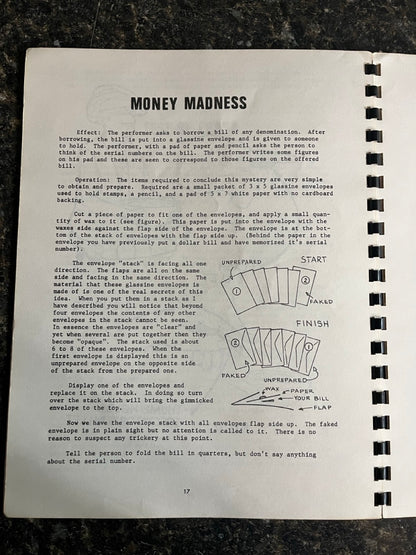 MONEY MADNESS
Effect: The performer asks to borrow a bill of any denomination. After
borrowing, the bill is put into a glassine envelope and is given to someone
to hold. The performer, with a pad of paper and pencil asks the person to
think of the serial numbers on the bill. The performer writes some figures
on his pad and these are seen to correspond to those figures on the offered
bill.
Operation: The items required to conclude this mystery are very simple
to obtain and prepare. Required are a small packet of 3 x 5 glassine envelopes
used to hold stamps, a pencil, and a pad of 5 x 7 white paper with no cardboard
backing.
Cut a piece of paper to fit one of the envelopes, and apply a small quan-
tity of wax to it (see figure). This paper is put into the envelope with the
waxes side against the flap side of the envelope. The envelope is at the bot-
tom of the stack of envelopes with the flap side up. (Behind the paper in the
envelope you have previously put a dollar bill and have memorized it's serial
number).
The envelope "stack" is facing all one
direction. The flaps are all on the same
side and facing in the same direction. The
material that these glassine envelopes is
made of is one of the real secrets of this
idea. When you put them in a stack as I
have described you will notice that beyond
four envelopes the contents of any other
envelopes in the stack cannot be seen.
In essence the envelopes are "clear" and
yet when several are put together then they
become "opaque". The stack used is about
6 to 8 of these envelopes. When the
first envelope is displayed this is an
unprepared envelope on the opposite side
of the stack from the prepared one.
UNPREPARED
START
1
2
FAKED
FINISH
2
1
FAKED
UNPREPARED
WAX
PAPER
YOUR BILL
FLAP
Display one of the envelopes and
replace it on the stack. In doing so turn
over the stack which will bring the gimmicked
envelope to the top.
Now we have the envelope stack with all envelopes flap side up. The faked
envelope is in plain sight but no attention is called to it. There is no
reason to suspect any trickery at this point.
Tell the person to fold the bill in quarters, but don't say anything
about the serial number.
17